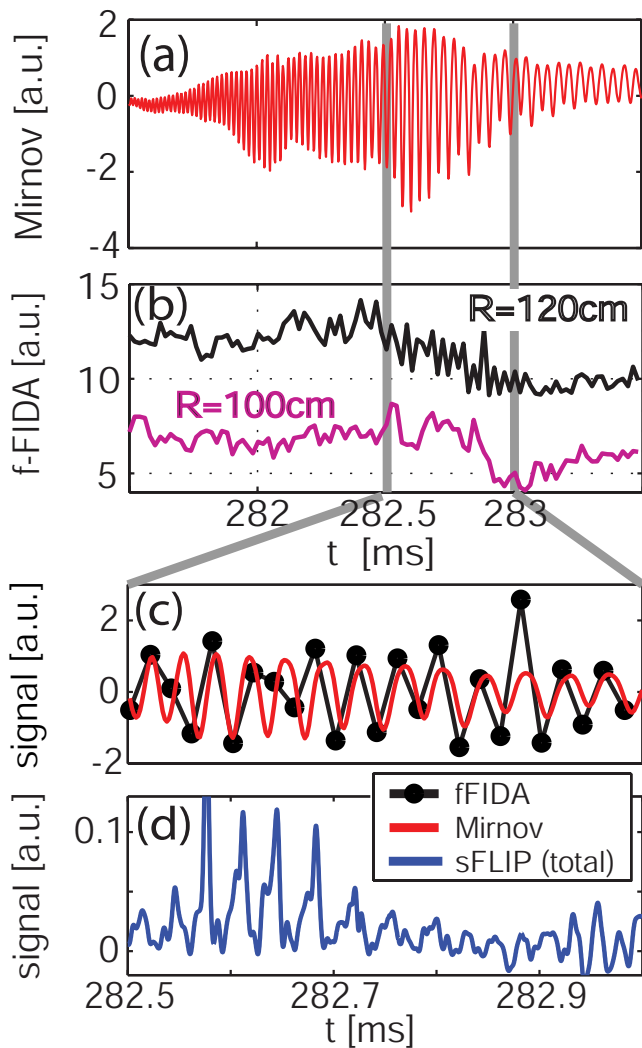 (a)
Mirnov [a.u.]
2
0
-2
-4
(b)
f-FIDA [a.u.]
15
10
5
R=120cm
R=100cm
282
282.5
283
t [ms]
(c)
signal [a.u.]
2
0
-2
fFIDA
Mirnov
sFLIP (total)
(d)
signal [a.u.]
0.1
0
282.5
282.7
282.9
t [ms]